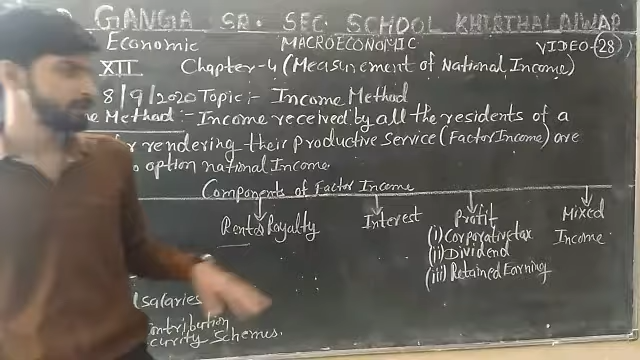 GANGA SR. SEC. SCHOOL KHIRTHALAIWAP
Economic MACROECONOMIC VIDEO-28
XII Chapter-4 (Measurement of National Income)
8/9/2020 Topic:- Income Method
Method:- Income received by all the residents of a
for rendering their productive Service (Factor Income) are
option national Income
Components of Factor Income
Rent & Royalty Interest Profit Mixed Income
(i) Corporative tax
(ii) Dividend
(iii) Retained Earning
salaries
contribution
Schemes.